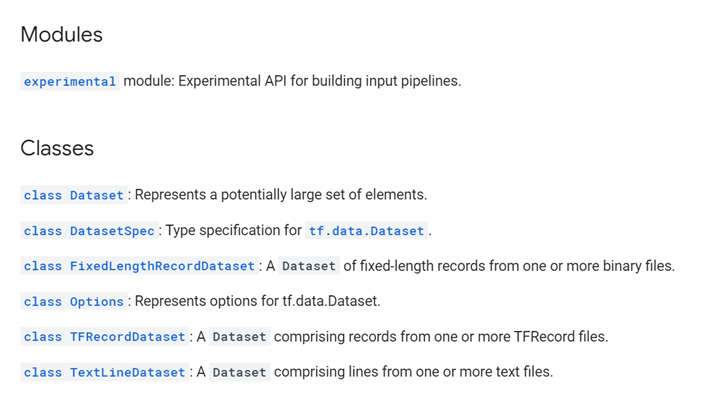 Modules
experimental module: Experimental API for building input pipelines.
Classes
class Dataset: Represents a potentially large set of elements.
class DatasetSpec: Type specification for tf.data.Dataset.
class FixedLengthRecordDataset: A Dataset of fixed-length records from one or more binary files.
class Options: Represents options for tf.data.Dataset.
class TFRecordDataset: A Dataset comprising records from one or more TFRecord files.
class TextLineDataset: A Dataset comprising lines from one or more text files.